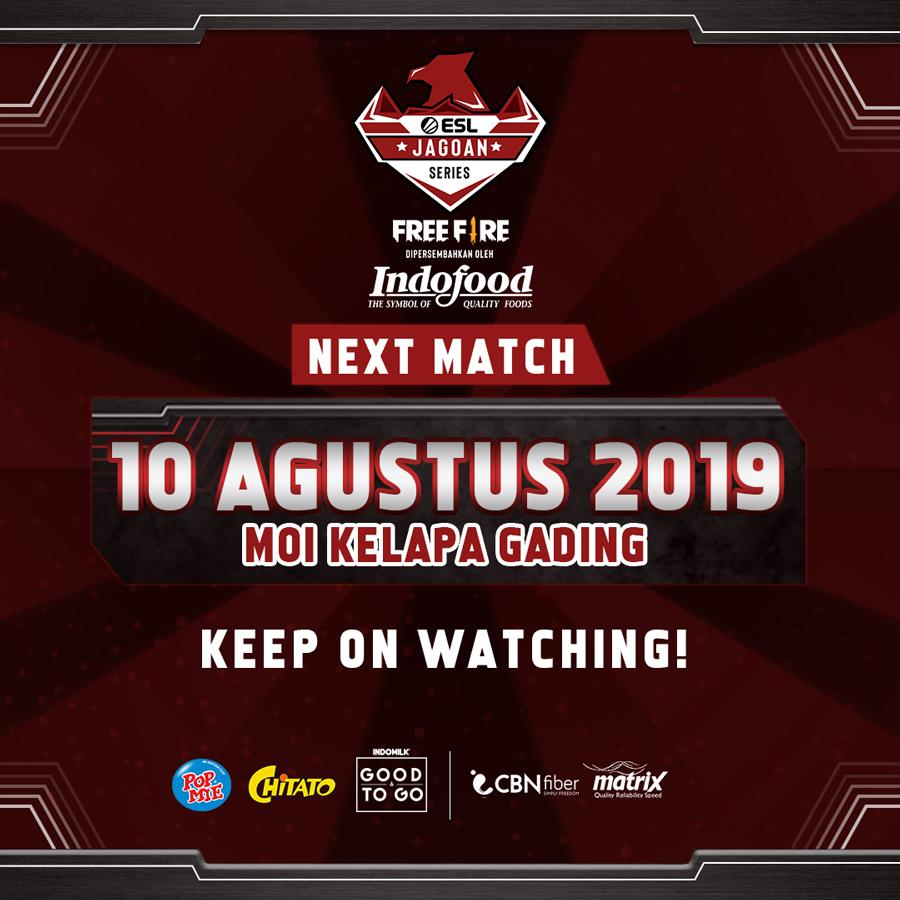 ESL
JAGOAN
SERIES
FREE FIRE
DIPERSEMBAHKAN OLEH
Indofood
THE SYMBOL OF QUALITY FOODS
NEXT MATCH
10 AGUSTUS 2019
MOI KELAPA GADING
KEEP ON WATCHING!
POP MIE
CHITATO
INDOMILK
GOOD
TO GO
CBN fiber
SIMPLY FREEDOM
matrix
Quality Reliability Speed